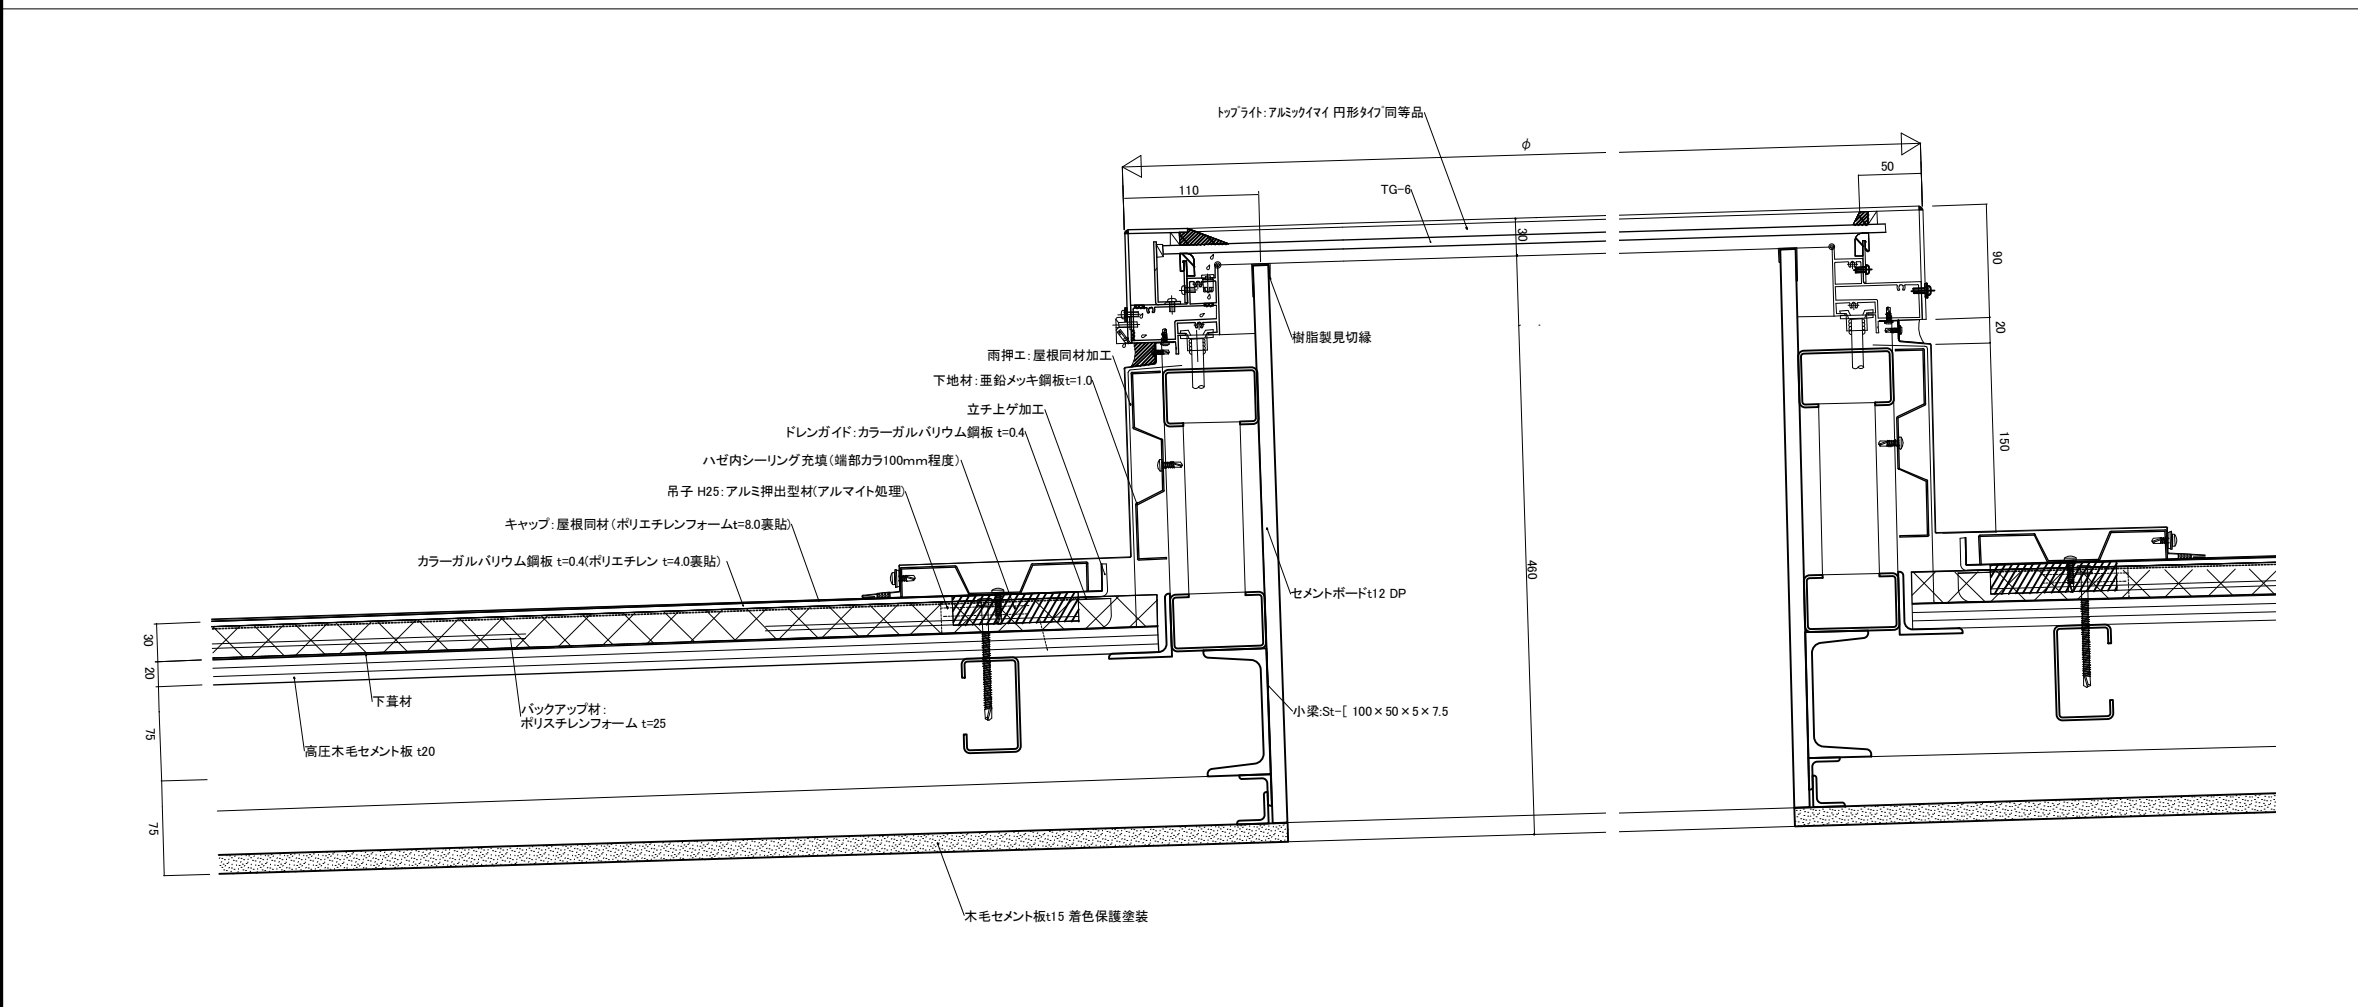 トップライト:アルミックイマイ 円形タイプ同等品
φ
110
50
TG-6
30
90
20
150
樹脂製見切縁
雨押エ:屋根同材加工
下地材:亜鉛メッキ鋼板t=1.0
立チ上ゲ加工
ドレンガイド:カラーガルバリウム鋼板 t=0.4
ハゼ内シーリング充填(端部カラ100mm程度)
吊子 H25:アルミ押出型材(アルマイト処理)
キャップ:屋根同材(ポリエチレンフォームt=8.0裏貼)
カラーガルバリウム鋼板 t=0.4(ポリエチレン t=4.0裏貼)
460
セメントボードt12 DP
30
20
75
75
下葺材
バックアップ材:
ポリスチレンフォーム t=25
高圧木毛セメント板 t20
小梁:St-[ 100×50×5×7.5
木毛セメント板t15 着色保護塗装